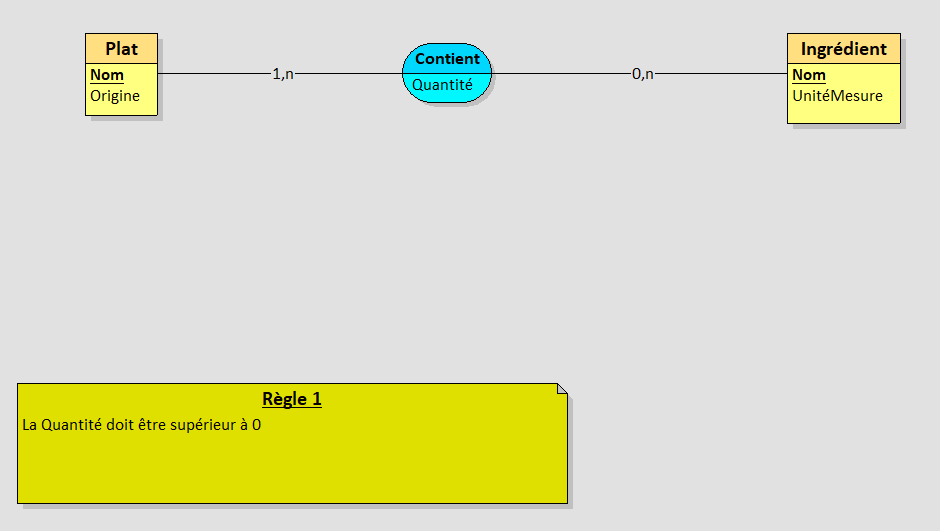 Plat
Nom
Origine
1,n
Contient
Quantité
0,n
Ingrédient
Nom
UnitéMesure
Règle 1
La Quantité doit être supérieur à 0